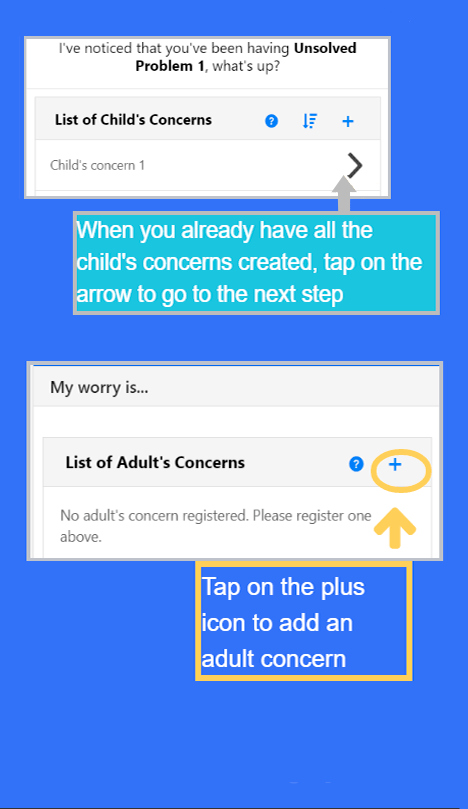 I've noticed that you've been having Unsolved
Problem 1, what's up?
List of Child's Concerns ? +
Child's concern 1
When you already have all the
child's concerns created, tap on the
arrow to go to the next step
My worry is...
List of Adult's Concerns ? +
No adult's concern registered. Please register one
above.
Tap on the plus
icon to add an
adult concern